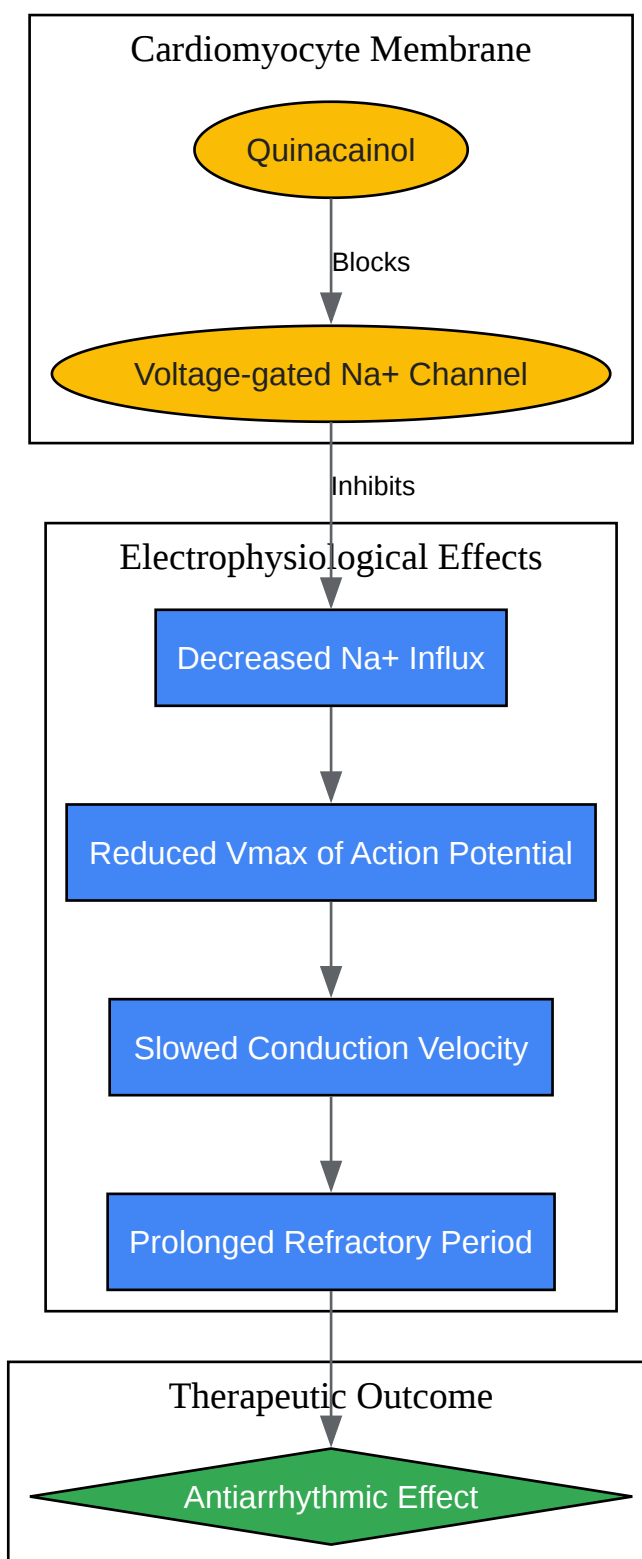 Cardiomyocyte Membrane
Quinacainol
Blocks
Voltage-gated Na+ Channel
Inhibits
Electrophysiological Effects
Decreased Na+ Influx
Reduced Vmax of Action Potential
Slowed Conduction Velocity
Prolonged Refractory Period
Therapeutic Outcome
Antiarrhythmic Effect